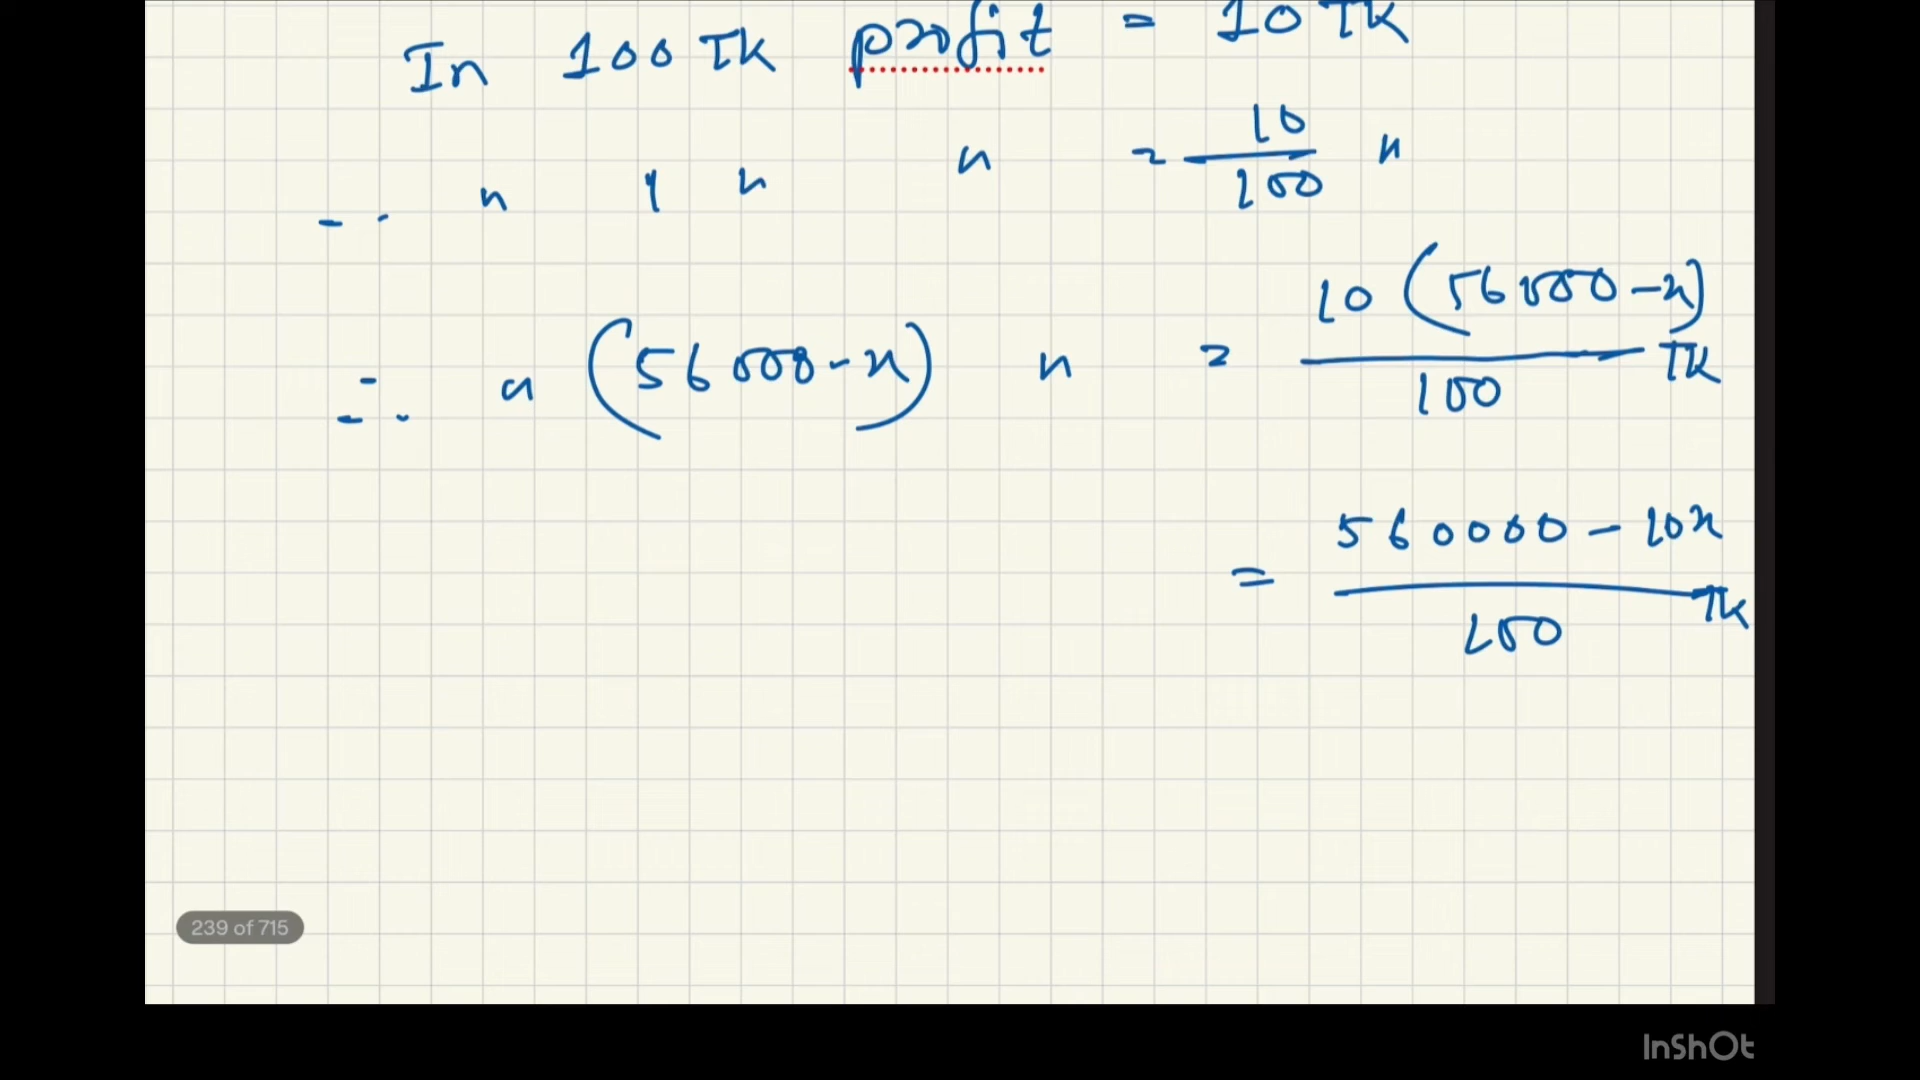 In 100 TK profit = 10 TK
∴ " 1 " " = 10/100 "
∴ " (56000-x) " = 10(56000-x)/100 TK
= 560000-10x/100 TK
239 of 715
InShOt